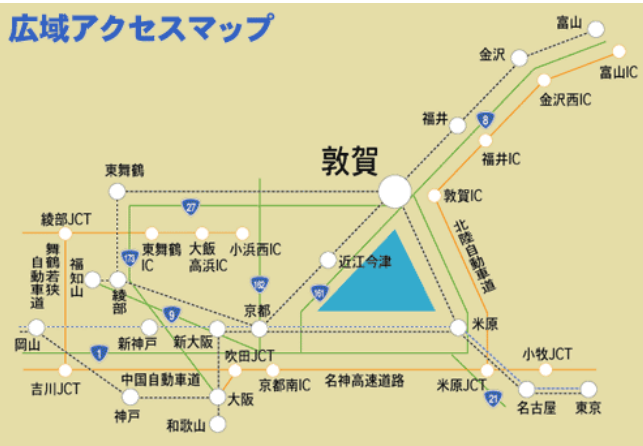 広域アクセスマップ
富山
金沢
富山IC
金沢西IC
福井
8
福井IC
敦賀
東舞鶴
敦賀IC
27
綾部JCT
北陸自動車道
東舞鶴
IC
大飯
高浜IC
小浜西IC
舞鶴若狭
自動車道
福知山
173
近江今津
162
161
綾部
9
京都
米原
岡山
新神戸
新大阪
1
吹田JCT
小牧JCT
吉川JCT
中国自動車道
京都南IC
名神高速道路
米原JCT
21
大阪
神戸
名古屋
東京
和歌山